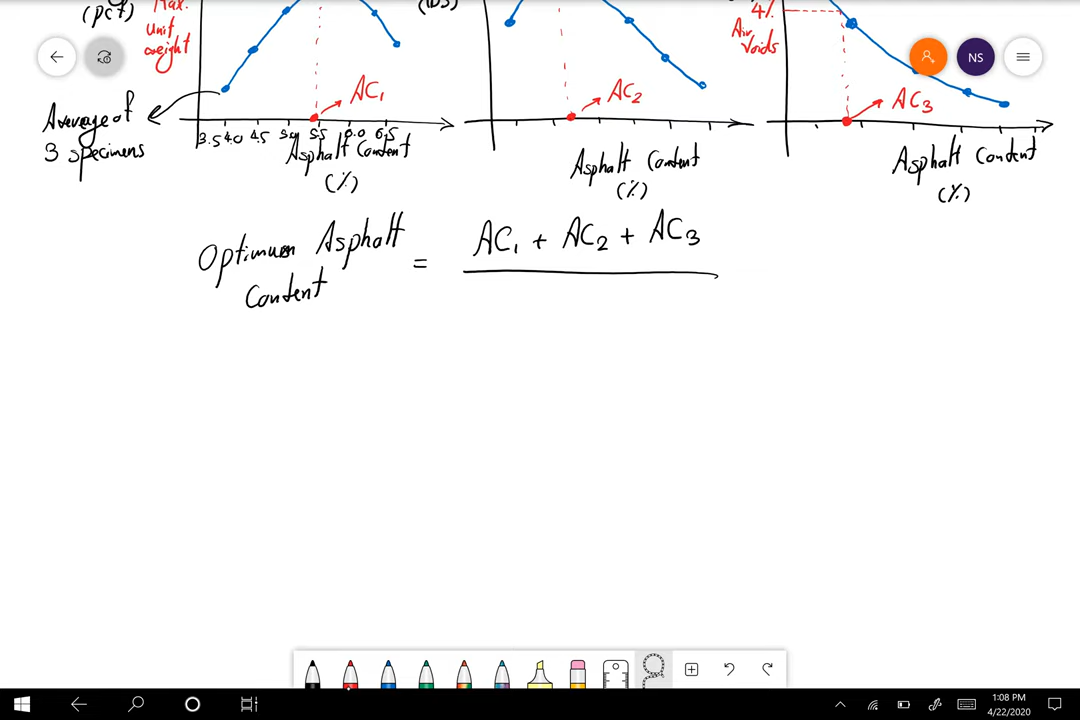 (pcf)
Max.
unit
weight
(lbs)
4%
Air
Voids
NS
AC1
AC2
AC3
Average of
3 specimens
3.5 4.0 4.5 5.0 5.5 6.0 6.5
Asphalt Content
(%)
Asphalt Content
(%)
Asphalt Content
(%)
Optimum Asphalt
Content
=
AC1 + AC2 + AC3
1:08 PM
4/22/2020